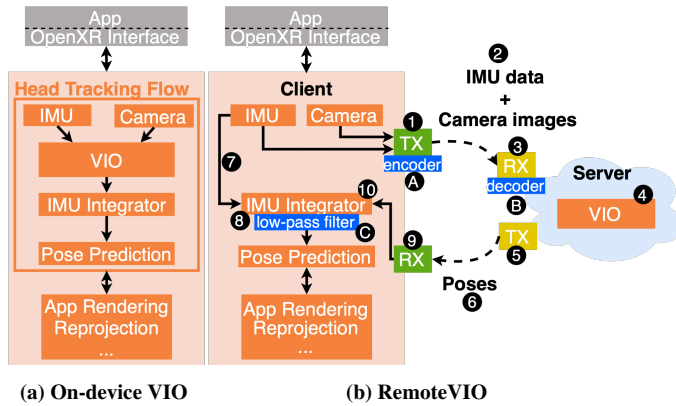 App
OpenXR Interface
Head Tracking Flow
IMU
Camera
VIO
IMU Integrator
Pose Prediction
App Rendering
Reprojection
...
(a) On-device VIO
App
OpenXR Interface
Client
IMU
Camera
1
TX
encoder
A
2
IMU data
+
Camera images
3
RX
decoder
B
Server
4
VIO
TX
5
Poses
6
7
8
10
IMU Integrator
low-pass filter
C
9
RX
Pose Prediction
App Rendering
Reprojection
...
(b) RemoteVIO